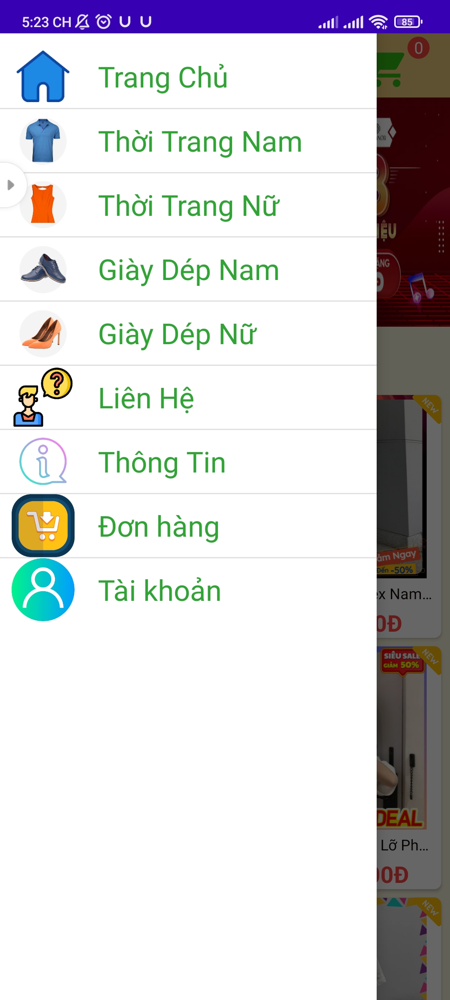 5:23 CH
85
0
Trang Chủ
Thời Trang Nam
Thời Trang Nữ
Giày Dép Nam
Giày Dép Nữ
Liên Hệ
Thông Tin
Đơn hàng
Tài khoản
NEW
Ngay
Đến -50%
Nam...
0Đ
SIÊU SALE
GIẢM 50%
NEW
DEAL
Lỡ Ph...
00Đ
NEW